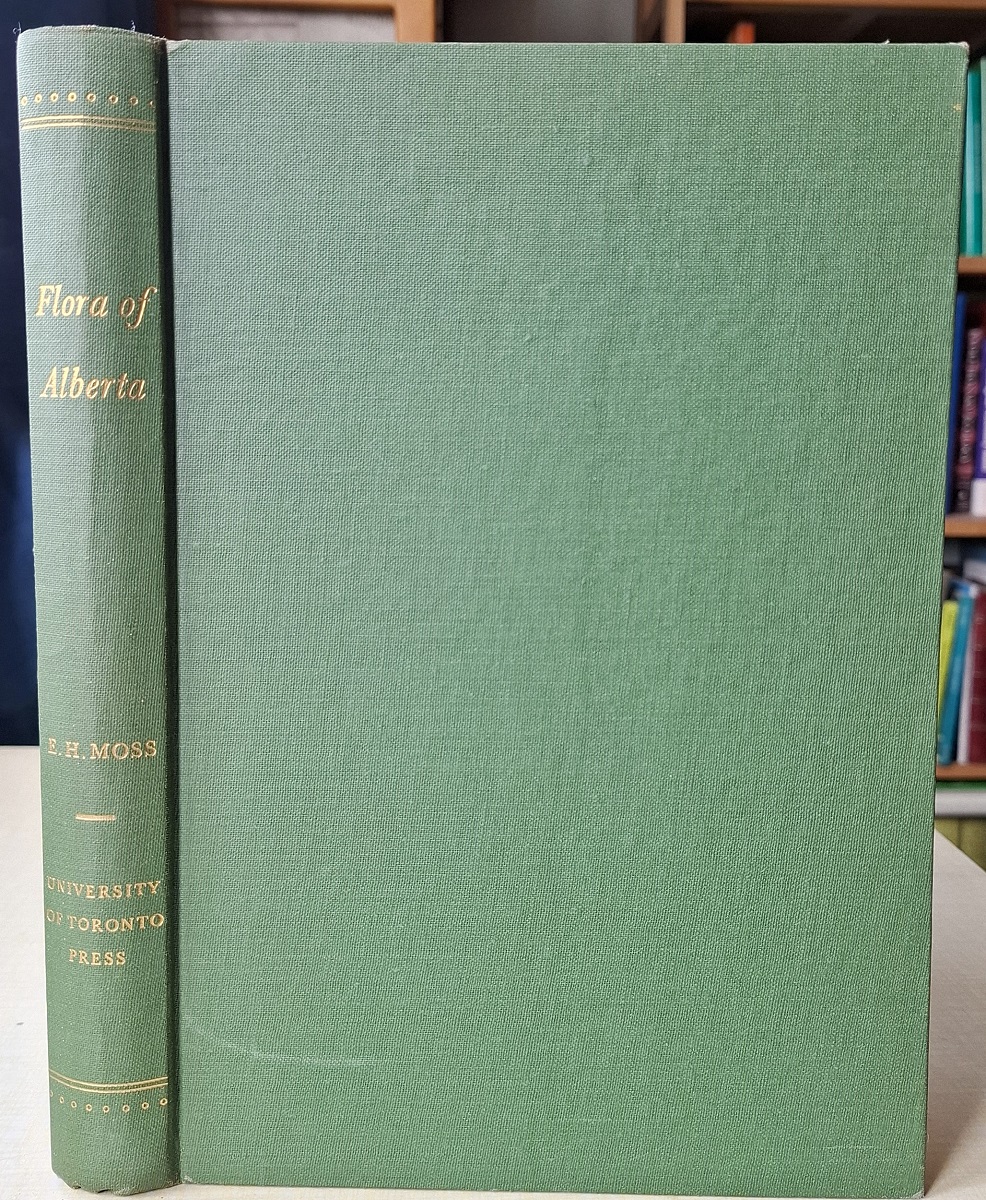 Flora of
Alberta
E. H. MOSS
UNIVERSITY
OF TORONTO
PRESS